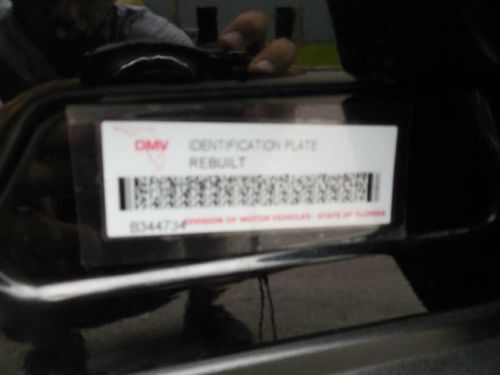 DMV
IDENTIFICATION PLATE
REBUILT
B344734
DIVISION OF MOTOR VEHICLES - STATE OF FLORIDA